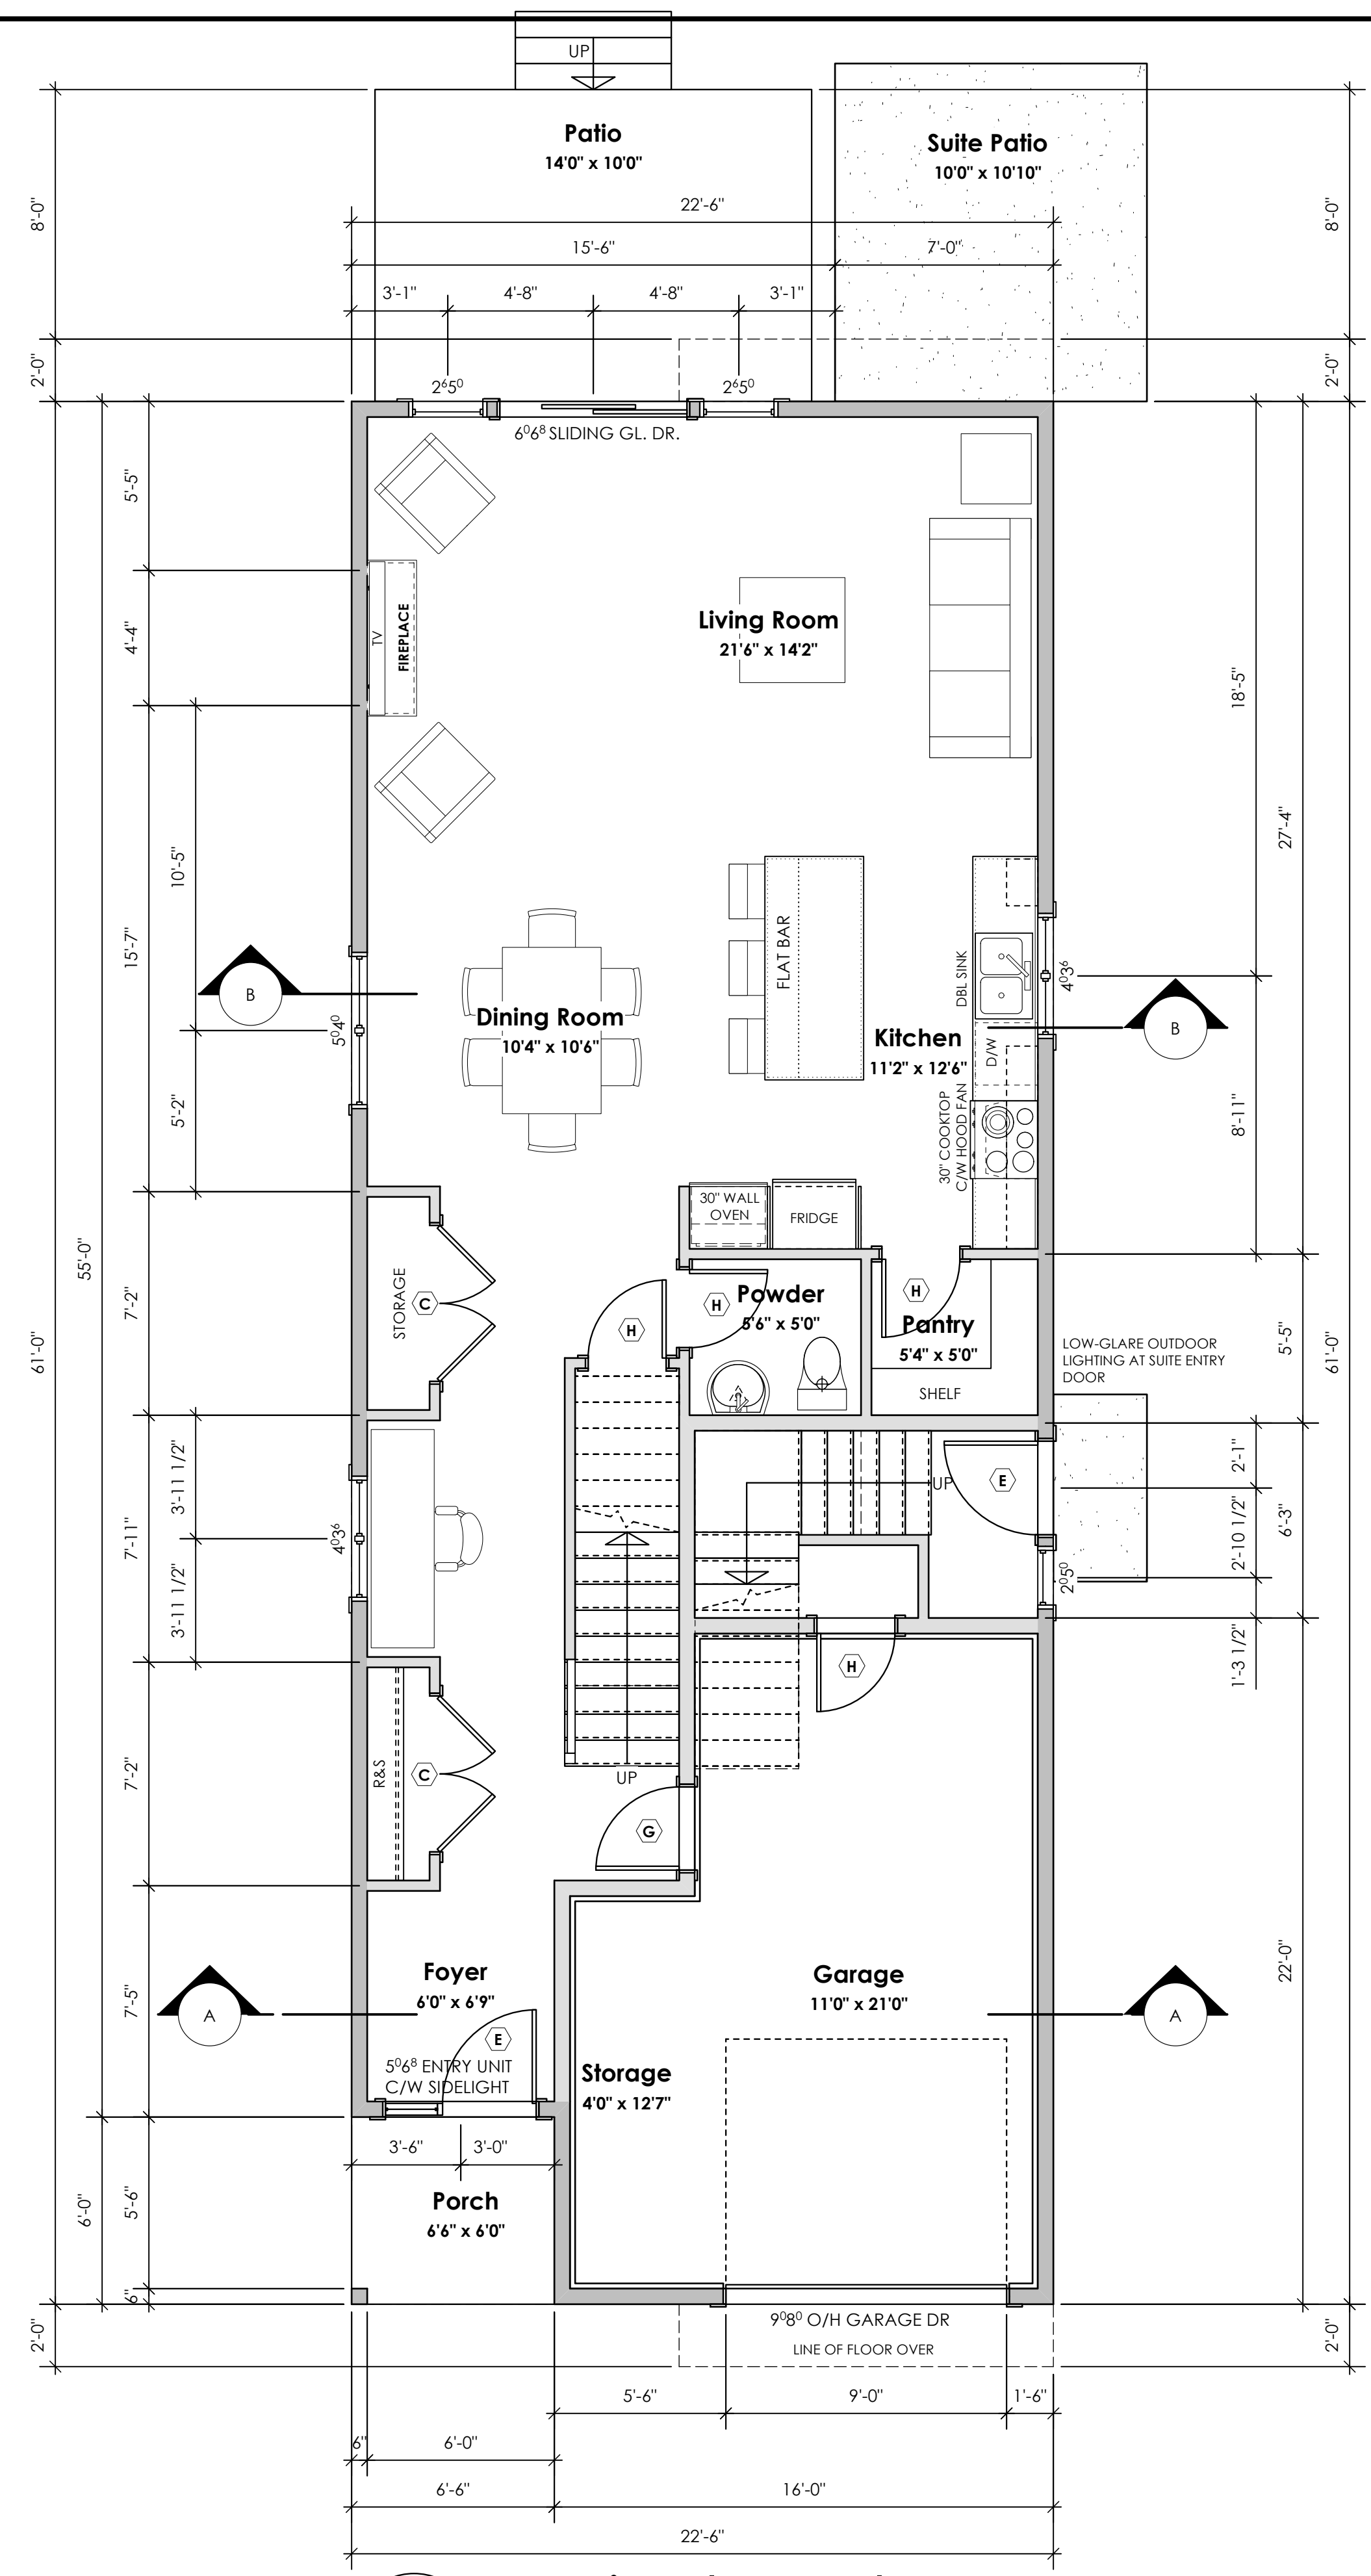 UP
Patio
14'0" x 10'0"
Suite Patio
10'0" x 10'10"
8'-0"
8'-0"
22'-6"
15'-6"
7'-0"
3'-1"
4'-8"
4'-8"
3'-1"
2'-0"
2'-0"
2⁶5⁰
2⁶5⁰
6⁰6⁸ SLIDING GL. DR.
5'-5"
4'-4"
TV
FIREPLACE
Living Room
21'6" x 14'2"
18'-5"
27'-4"
10'-5"
15'-7"
FLAT BAR
DBL SINK
4⁰3⁶
B
B
5⁰4⁰
Dining Room
10'4" x 10'6"
Kitchen
11'2" x 12'6"
D/W
30" COOKTOP
C/W HOOD FAN
5'-2"
8'-11"
30" WALL
OVEN
FRIDGE
55'-0"
61'-0"
7'-2"
STORAGE
C
H
H
Powder
5'6" x 5'0"
H
Pantry
5'4" x 5'0"
SHELF
LOW-GLARE OUTDOOR
LIGHTING AT SUITE ENTRY
DOOR
5'-5"
61'-0"
3'-11 1/2"
7'-11"
3'-11 1/2"
4⁰3⁶
UP
E
2'-1"
2'-10 1/2"
6'-3"
2⁰5⁰
1'-3 1/2"
H
7'-2"
R&S
C
UP
G
22'-0"
Foyer
6'0" x 6'9"
Garage
11'0" x 21'0"
7'-5"
A
A
E
5⁰6⁸ ENTRY UNIT
C/W SIDELIGHT
Storage
4'0" x 12'7"
3'-6"
3'-0"
Porch
6'6" x 6'0"
6'-0"
5'-6"
6"
2'-0"
2'-0"
9⁰8⁰ O/H GARAGE DR
LINE OF FLOOR OVER
5'-6"
9'-0"
1'-6"
6"
6'-0"
6'-6"
16'-0"
22'-6"